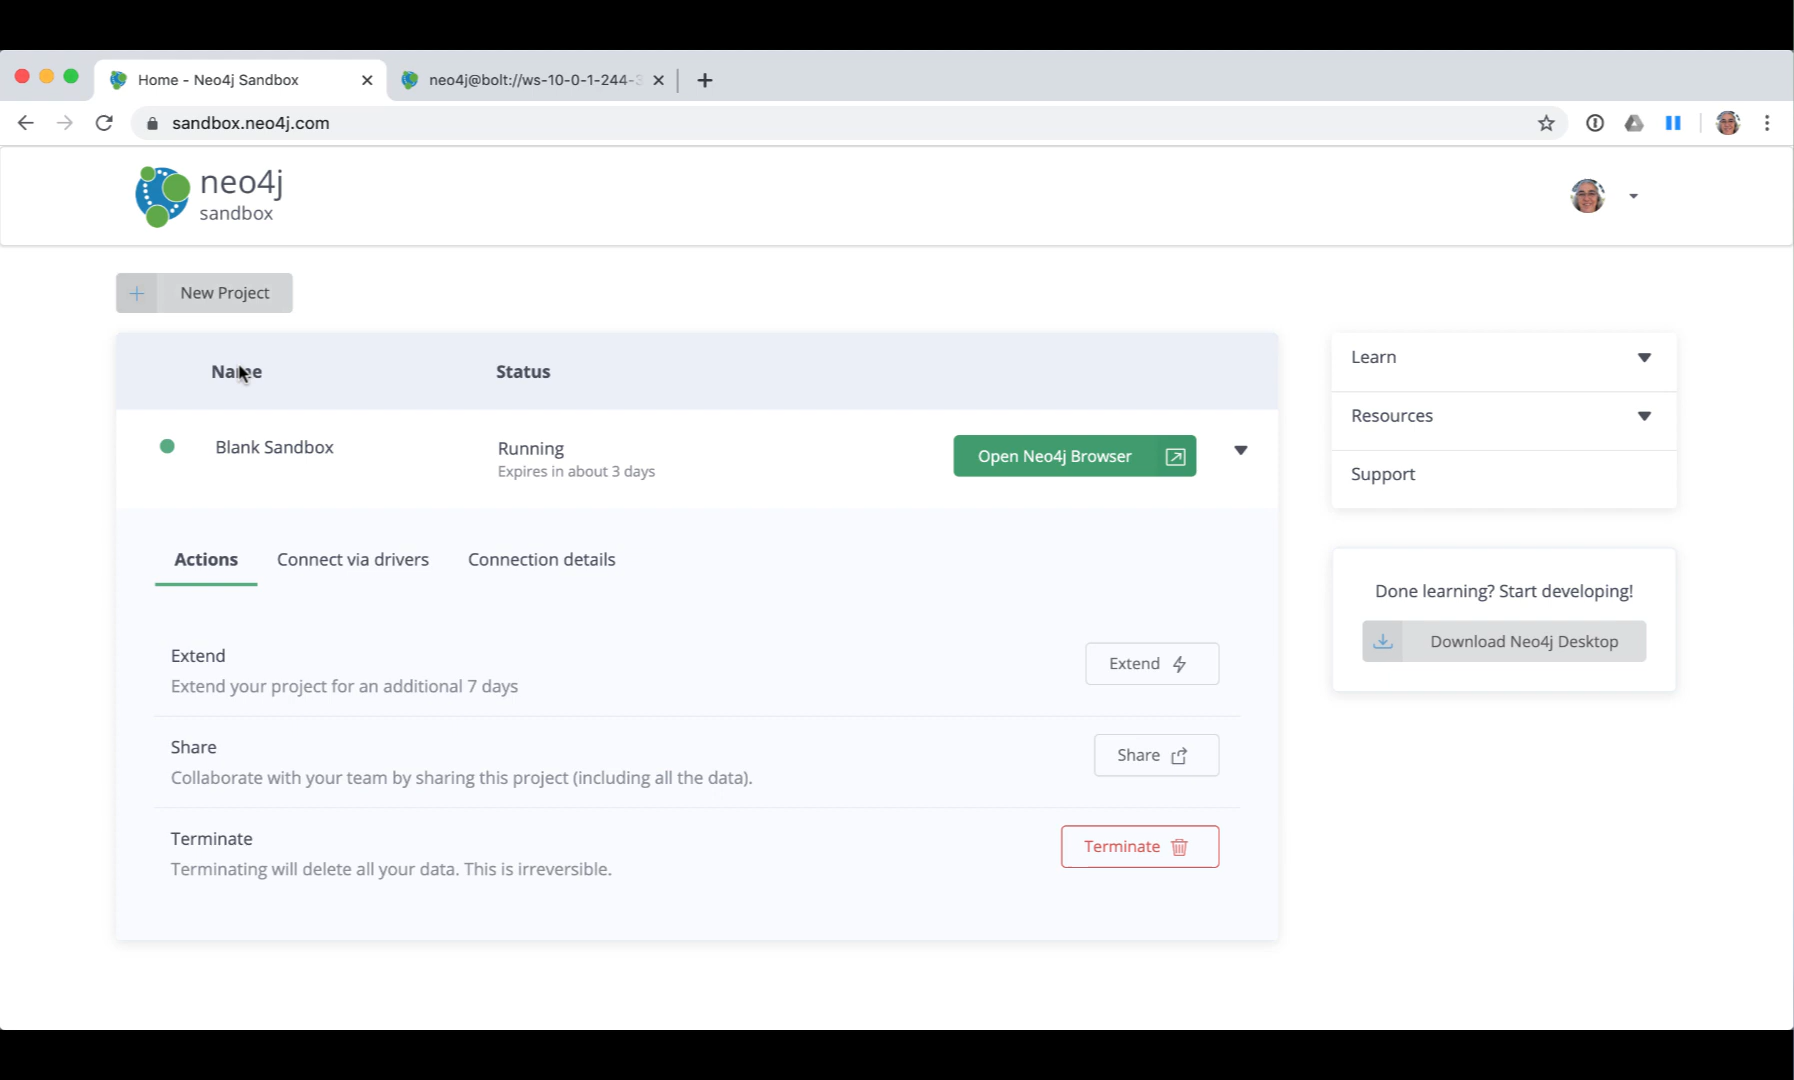 Home - Neo4j Sandbox
neo4j@bolt://ws-10-0-1-244-3
sandbox.neo4j.com
neo4j
sandbox
New Project
Name Status
Blank Sandbox
Running
Expires in about 3 days
Open Neo4j Browser
Actions Connect via drivers Connection details
Extend
Extend your project for an additional 7 days
Extend
Share
Collaborate with your team by sharing this project (including all the data).
Share
Terminate
Terminating will delete all your data. This is irreversible.
Terminate
Learn
Resources
Support
Done learning? Start developing!
Download Neo4j Desktop